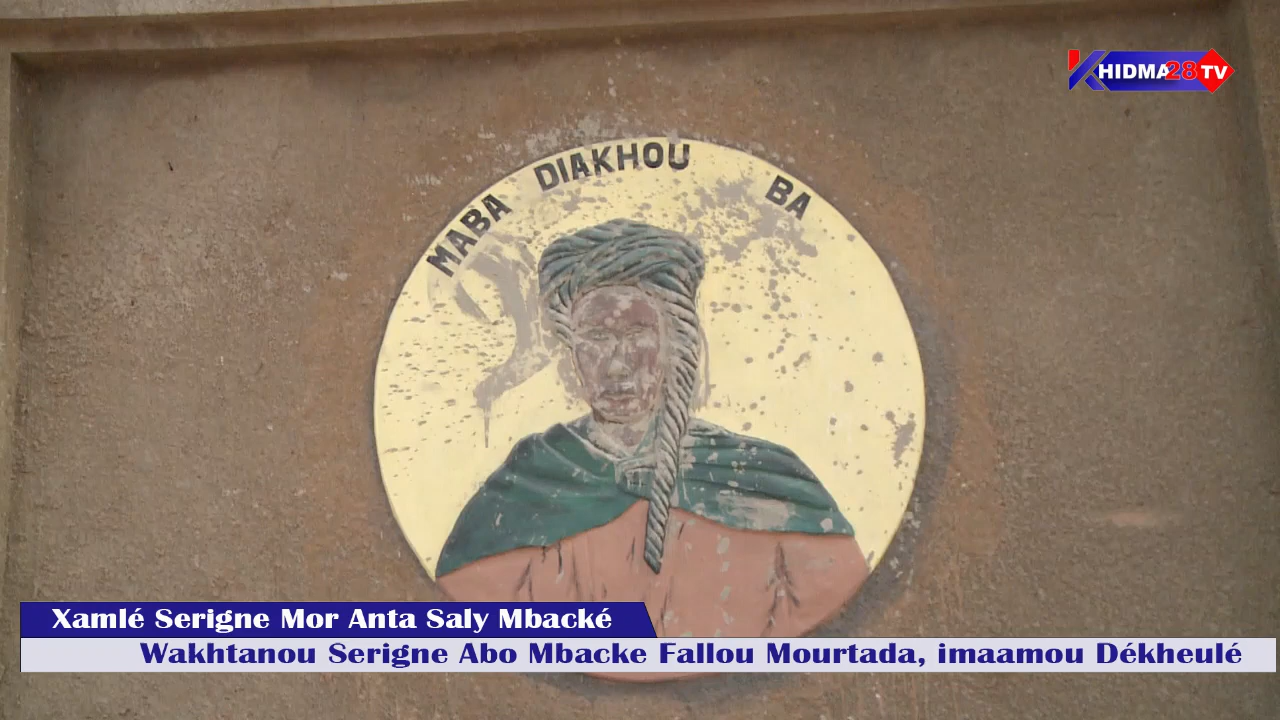 KHIDMA28TV
MABA DIAKHOU BA
Xamlé Serigne Mor Anta Saly Mbacké
Wakhtanou Serigne Abo Mbacke Fallou Mourtada, imaamou Dékheulé